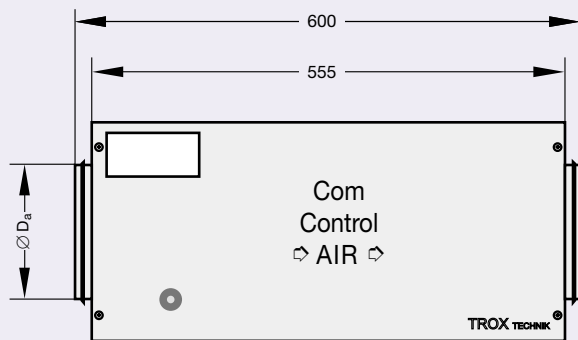 600
555
Ø Da
Com
Control
➩ AIR ➩
TROX TECHNIK